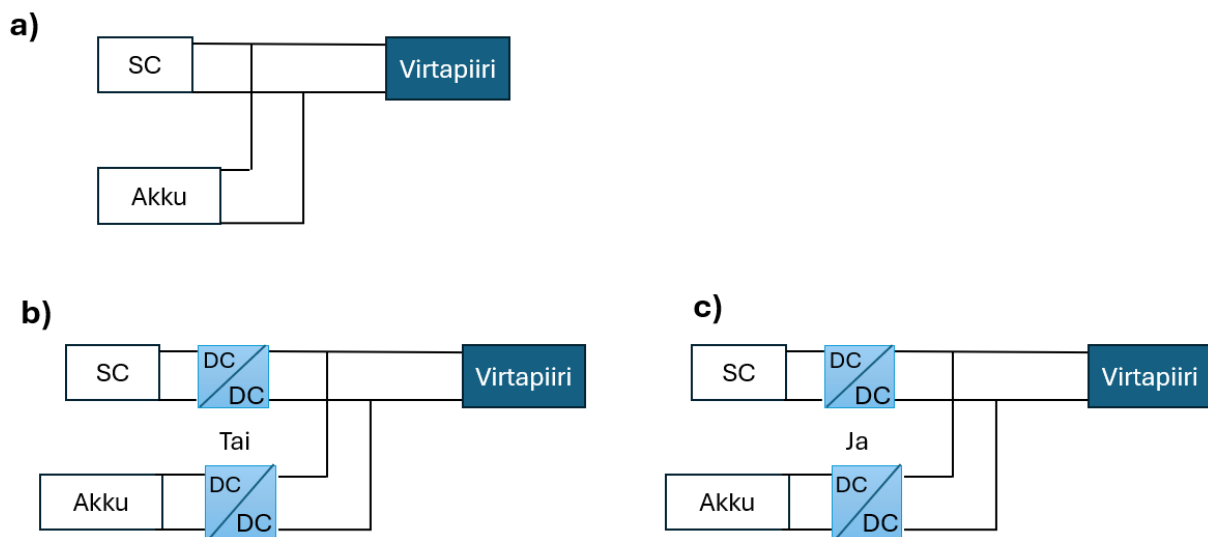 a)
SC
Virtapiiri
Akku
b)
SC
DC
DC
Virtapiiri
Tai
Akku
DC
DC
c)
SC
DC
DC
Virtapiiri
Ja
Akku
DC
DC